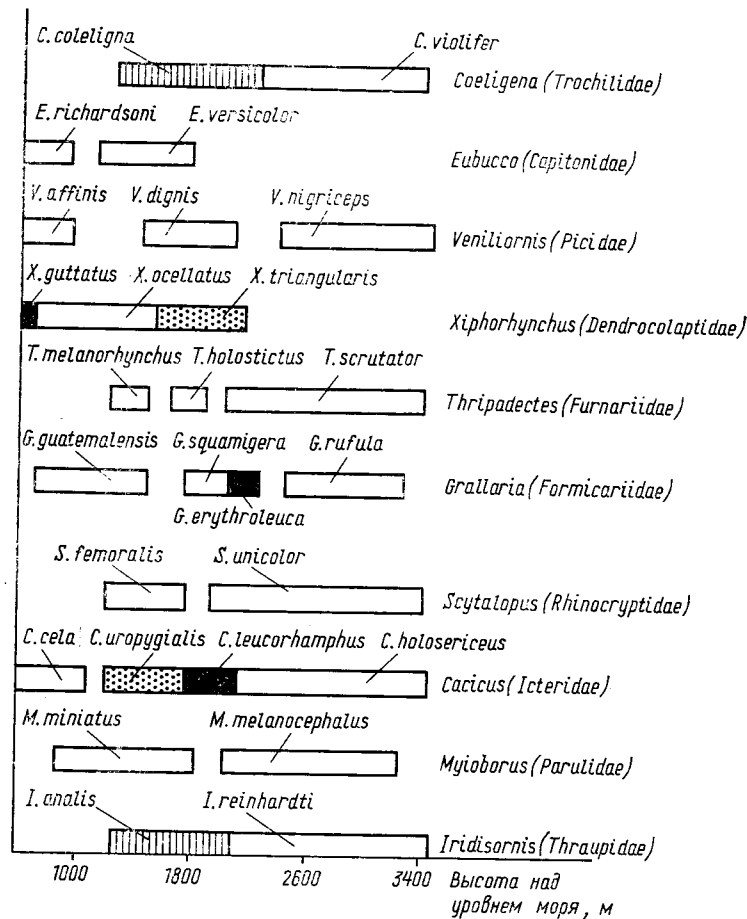 C. coleligna C. violifer
Coeligena (Trochilidae)
E. richardsoni E. versicolor
Eubucco (Capitonidae)
V. affinis V. dignis V. nigriceps
Veniliornis (Picidae)
X. guttatus X. ocellatus X. triangularis
Xiphorhynchus (Dendrocolaptidae)
T. melanorhynchus T. holostictus T. scrutator
Thripadectes (Furnariidae)
G. guatemalensis G. squamigera G. rufula
Grallaria (Formicariidae)
G. erythroleuca
S. femoralis S. unicolor
Scytalopus (Rhinocryptidae)
C. cela C. uropygialis C. leucorhamphus C. holosericeus
Cacicus (Icteridae)
M. miniatus M. melanocephalus
Myioborus (Parulidae)
I. analis I. reinhardti
Iridisornis (Thraupidae)
1000 1800 2600 3400 Высота над
уровнем моря, м